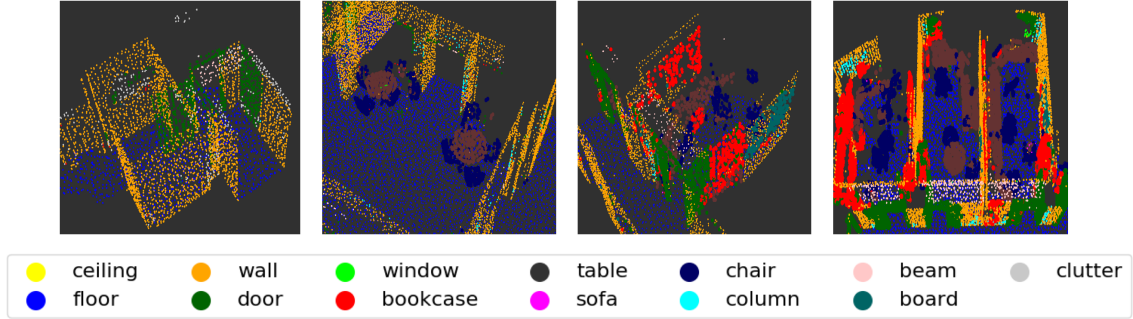 ceiling wall window table chair beam clutter
floor door bookcase sofa column board